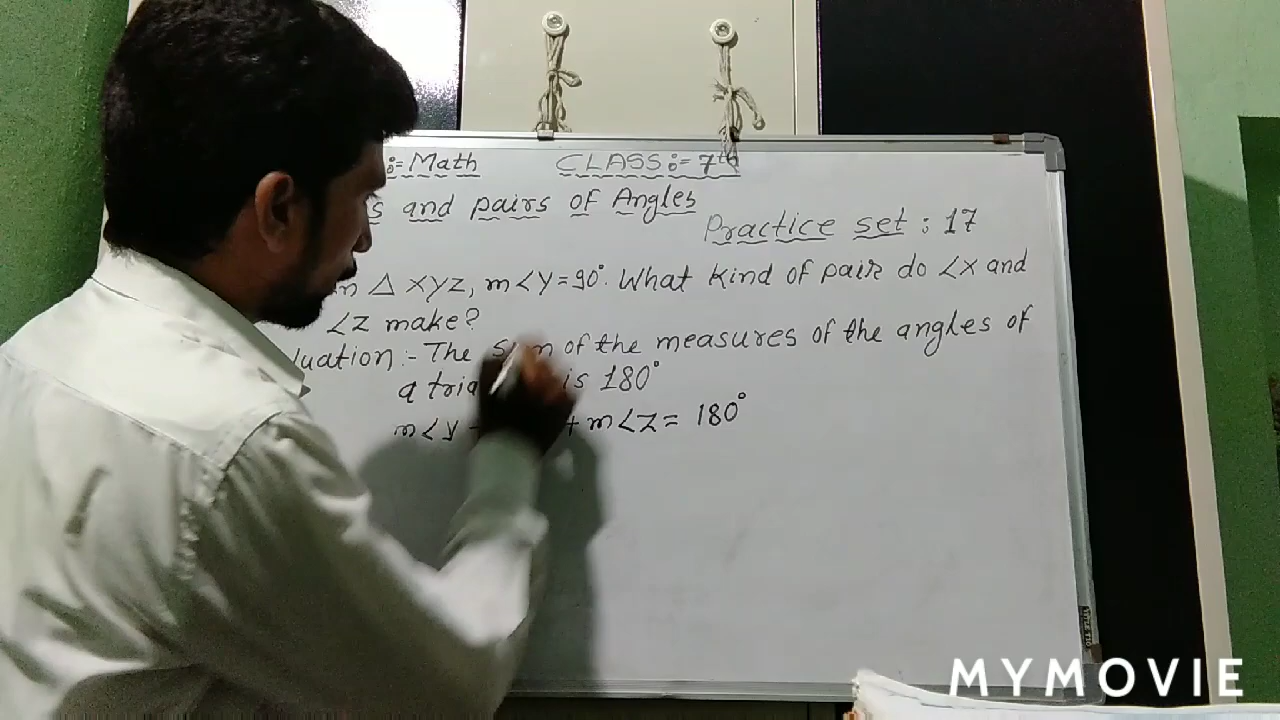 :=Math CLASS:= 7th
s and pairs of Angles
Practice set : 17
n △ XYZ, m∠Y=90°. What kind of pair do ∠X and
∠Z make?
luation:- The sum of the measures of the angles of
a tria is 180°
m∠y + m∠Z= 180°
MYMOVIE